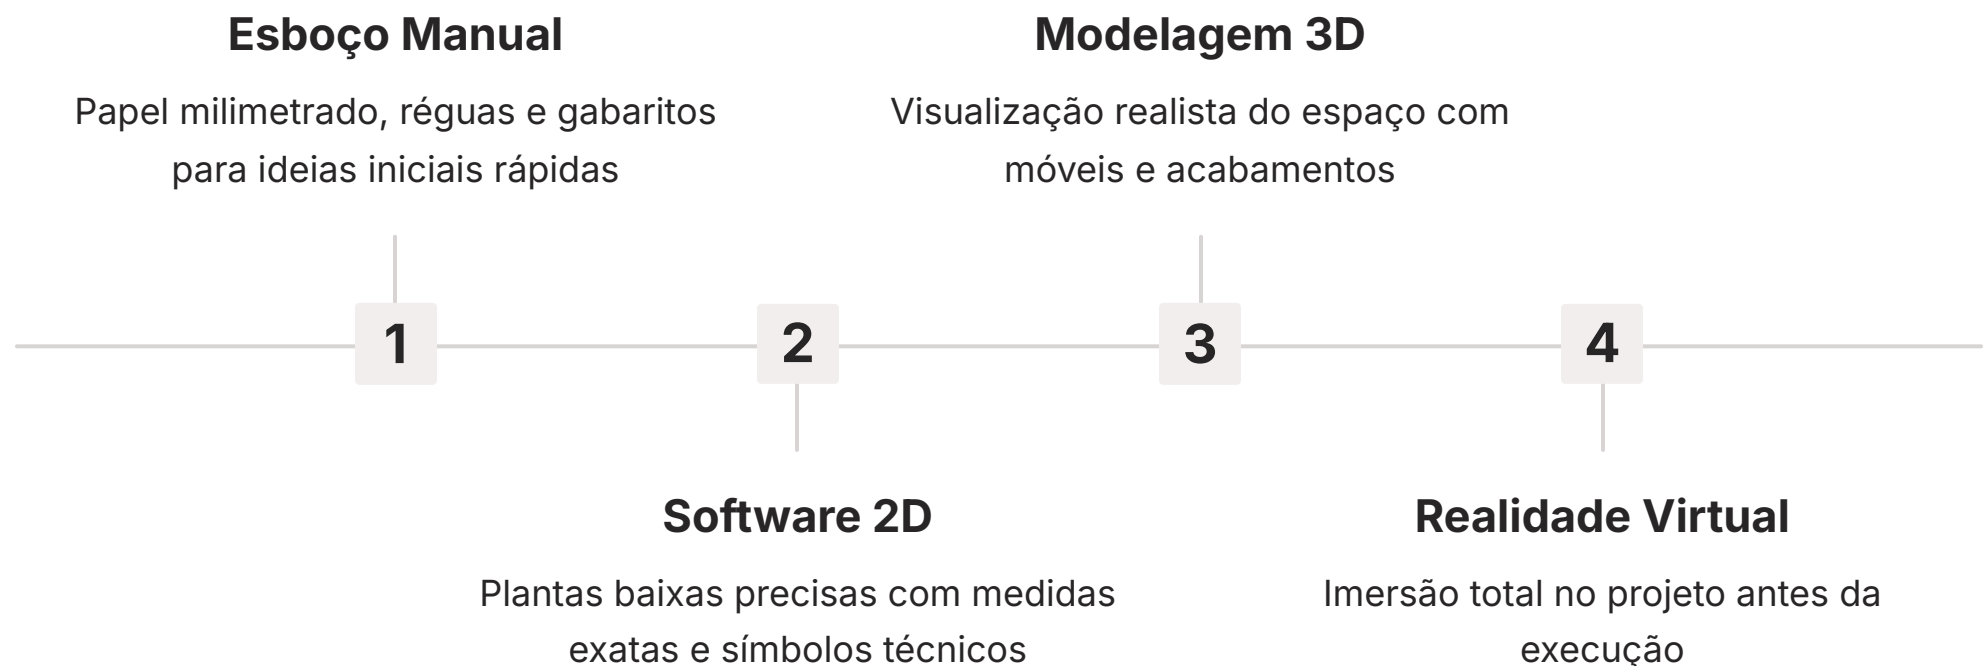 Esboço Manual
Papel milimetrado, réguas e gabaritos
para ideias iniciais rápidas
Modelagem 3D
Visualização realista do espaço com
móveis e acabamentos
1
2
3
4
Software 2D
Plantas baixas precisas com medidas
exatas e símbolos técnicos
Realidade Virtual
Imersão total no projeto antes da
execução